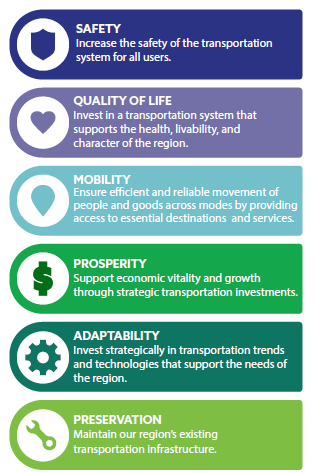 SAFETY
Increase the safety of the transportation
system for all users.
QUALITY OF LIFE
Invest in a transportation system that
supports the health, livability, and
character of the region.
MOBILITY
Ensure efficient and reliable movement of
people and goods across modes by providing
access to essential destinations and services.
PROSPERITY
Support economic vitality and growth
through strategic transportation investments.
ADAPTABILITY
Invest strategically in transportation trends
and technologies that support the needs of
the region.
PRESERVATION
Maintain our region's existing
transportation infrastructure.